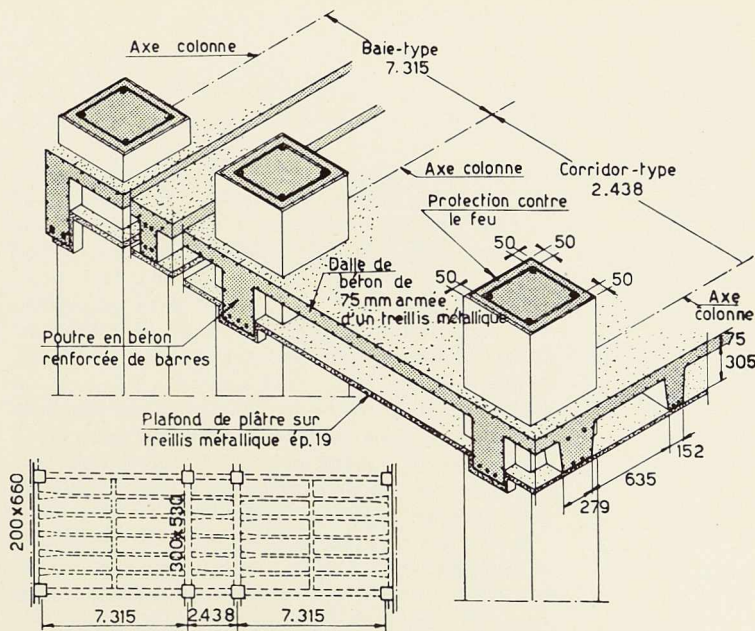 Axe colonne
Baie-type
7.315
Axe colonne
Corridor-type
2.438
Protection contre
le feu
50
50
50
50
Dalle de
béton de
75 mm armée
d'un treillis métallique
Axe
colonne
75
305
Poutre en béton
renforcée de barres
Plafond de plâtre sur
treillis métallique ép.19
152
635
279
200x660
300x530
7.315
2.438
7.315